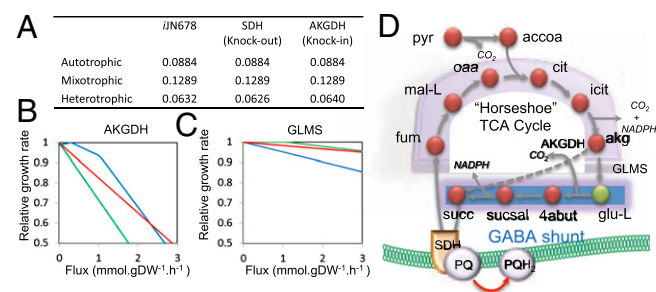 A
iJN678
SDH
(Knock-out)
AKGDH
(Knock-in)
Autotrophic 0.0884 0.0884 0.0884
Mixotrophic 0.1289 0.1289 0.1289
Heterotrophic 0.0632 0.0626 0.0640
B
AKGDH
Relative growth rate
1
0.9
0.8
0.7
0.6
0.5
0 1 2 3
Flux (mmol.gDW-1.h-1)
C
GLMS
Relative growth rate
1
0.9
0.8
0.7
0.6
0.5
0 1 2 3
Flux (mmol.gDW-1.h-1)
D
pyr
accoa
CO2
oaa
cit
mal-L
icit
"Horseshoe"
TCA Cycle
CO2
+
NADPH
fum
AKGDH
akg
CO2
NADPH
GLMS
succ
sucsal
4abut
glu-L
GABA shunt
SDH
PQ
PQH2